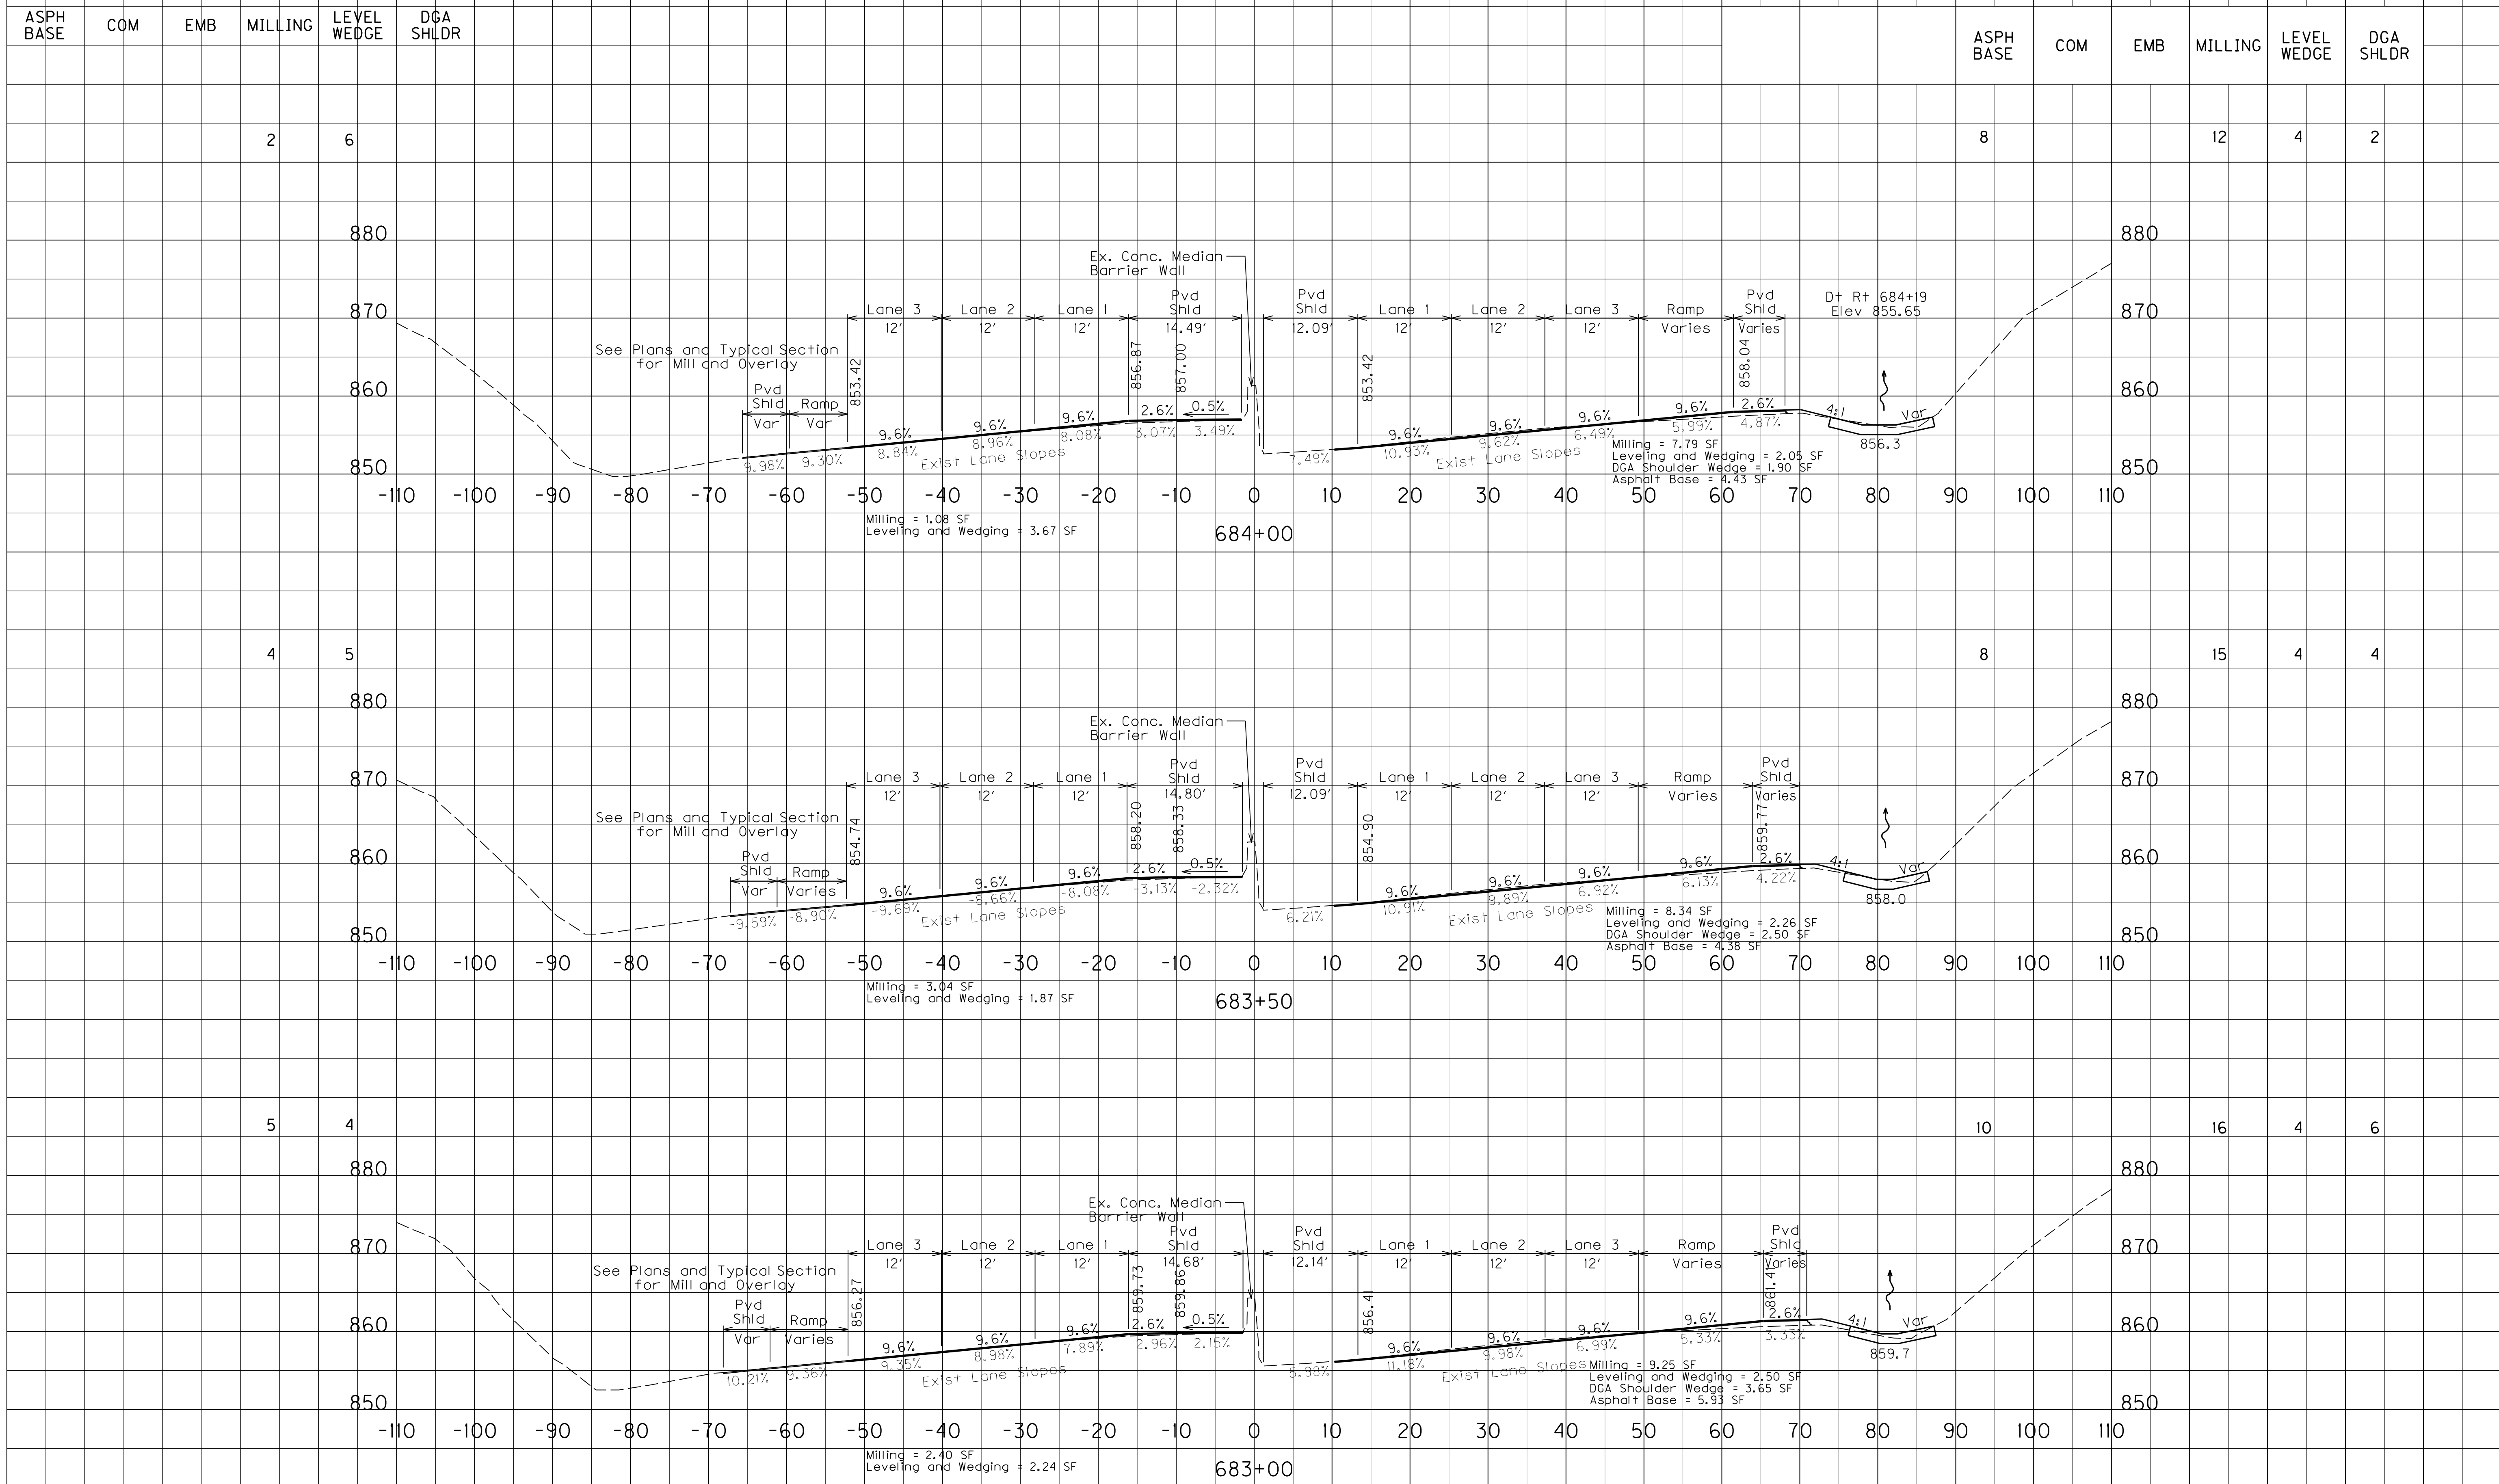 ASPH BASE COM EMB MILLING LEVEL WEDGE DGA SHLDR
ASPH BASE COM EMB MILLING LEVEL WEDGE DGA SHLDR
2 6 8 12 4 2
880 880
Ex. Conc. Median
Barrier Wall
870 870
Lane 3 Lane 2 Lane 1 Pvd Shld Pvd Shld Lane 1 Lane 2 Lane 3 Ramp Pvd Shld
12' 12' 12' 14.49' 12.09' 12' 12' 12' Varies Varies
Dt Rt 684+19
Elev 855.65
See Plans and Typical Section
for Mill and Overlay
853.42 856.87 857.00 853.42 858.04
860 860
Pvd Shld Ramp
Var Var
9.6% 9.6% 9.6% 2.6% 0.5% 9.6% 9.6% 9.6% 9.6% 2.6% 4:1 Var
9.98% 9.30% 8.84% 8.96% 8.08% 3.07% 3.49% 7.49% 10.93% 9.62% 6.49% 5.99% 4.87%
Exist Lane Slopes Exist Lane Slopes
856.3
Milling = 7.79 SF
Leveling and Wedging = 2.05 SF
DGA Shoulder Wedge = 1.90 SF
Asphalt Base = 4.43 SF
850 850
-110 -100 -90 -80 -70 -60 -50 -40 -30 -20 -10 0 10 20 30 40 50 60 70 80 90 100 110
Milling = 1.08 SF
Leveling and Wedging = 3.67 SF
684+00
4 5 8 15 4 4
880 880
Ex. Conc. Median
Barrier Wall
870 870
Lane 3 Lane 2 Lane 1 Pvd Shld Pvd Shld Lane 1 Lane 2 Lane 3 Ramp Pvd Shld
12' 12' 12' 14.80' 12.09' 12' 12' 12' Varies Varies
See Plans and Typical Section
for Mill and Overlay
854.74 858.20 858.33 854.90 859.77
860 860
Pvd Shld Ramp
Var Varies
9.6% 9.6% 9.6% 2.6% 0.5% 9.6% 9.6% 9.6% 9.6% 2.6% 4:1 Var
-9.59% -8.90% -9.69% -8.66% -8.08% -3.13% -2.32% 6.21% 10.91% 9.89% 6.92% 6.13% 4.22%
Exist Lane Slopes Exist Lane Slopes
858.0
Milling = 8.34 SF
Leveling and Wedging = 2.26 SF
DGA Shoulder Wedge = 2.50 SF
Asphalt Base = 4.38 SF
850 850
-110 -100 -90 -80 -70 -60 -50 -40 -30 -20 -10 0 10 20 30 40 50 60 70 80 90 100 110
Milling = 3.04 SF
Leveling and Wedging = 1.87 SF
683+50
5 4 10 16 4 6
880 880
Ex. Conc. Median
Barrier Wall
870 870
Lane 3 Lane 2 Lane 1 Pvd Shld Pvd Shld Lane 1 Lane 2 Lane 3 Ramp Pvd Shld
12' 12' 12' 14.68' 12.14' 12' 12' 12' Varies Varies
See Plans and Typical Section
for Mill and Overlay
856.27 859.73 859.86 856.41 861.41
860 860
Pvd Shld Ramp
Var Varies
9.6% 9.6% 9.6% 2.6% 0.5% 9.6% 9.6% 9.6% 9.6% 2.6% 4:1 Var
10.21% 9.36% 9.35% 8.98% 7.89% 2.96% 2.15% 5.98% 11.18% 9.98% 6.99% 5.33% 3.33%
Exist Lane Slopes Exist Lane Slopes
859.7
Milling = 9.25 SF
Leveling and Wedging = 2.50 SF
DGA Shoulder Wedge = 3.65 SF
Asphalt Base = 5.93 SF
850 850
-110 -100 -90 -80 -70 -60 -50 -40 -30 -20 -10 0 10 20 30 40 50 60 70 80 90 100 110
Milling = 2.40 SF
Leveling and Wedging = 2.24 SF
683+00